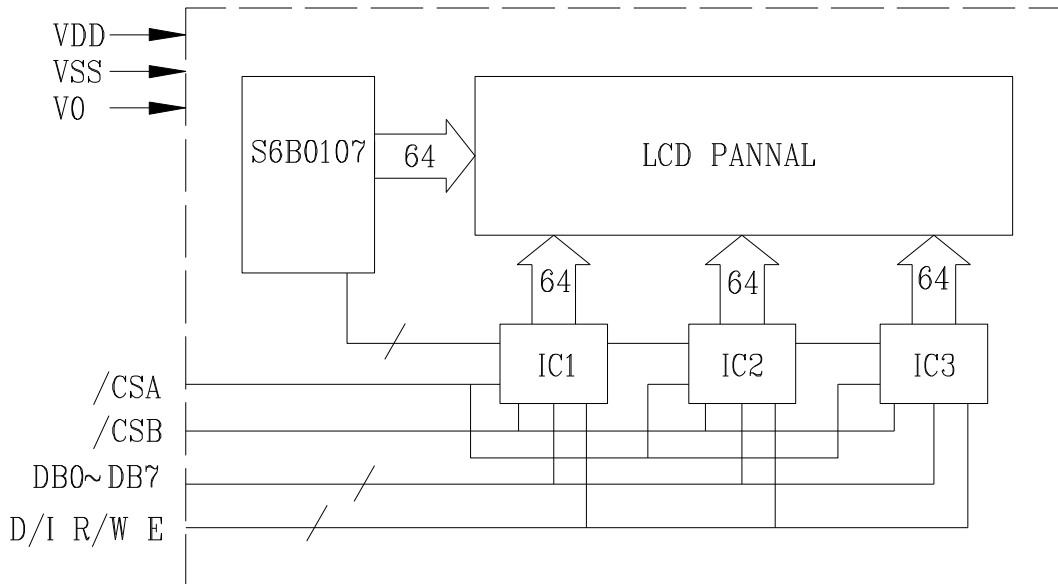 VDD
VSS
V0
S6B0107
64
LCD PANNAL
64
64
64
IC1
IC2
IC3
/CSA
/CSB
DB0~DB7
D/I R/W E